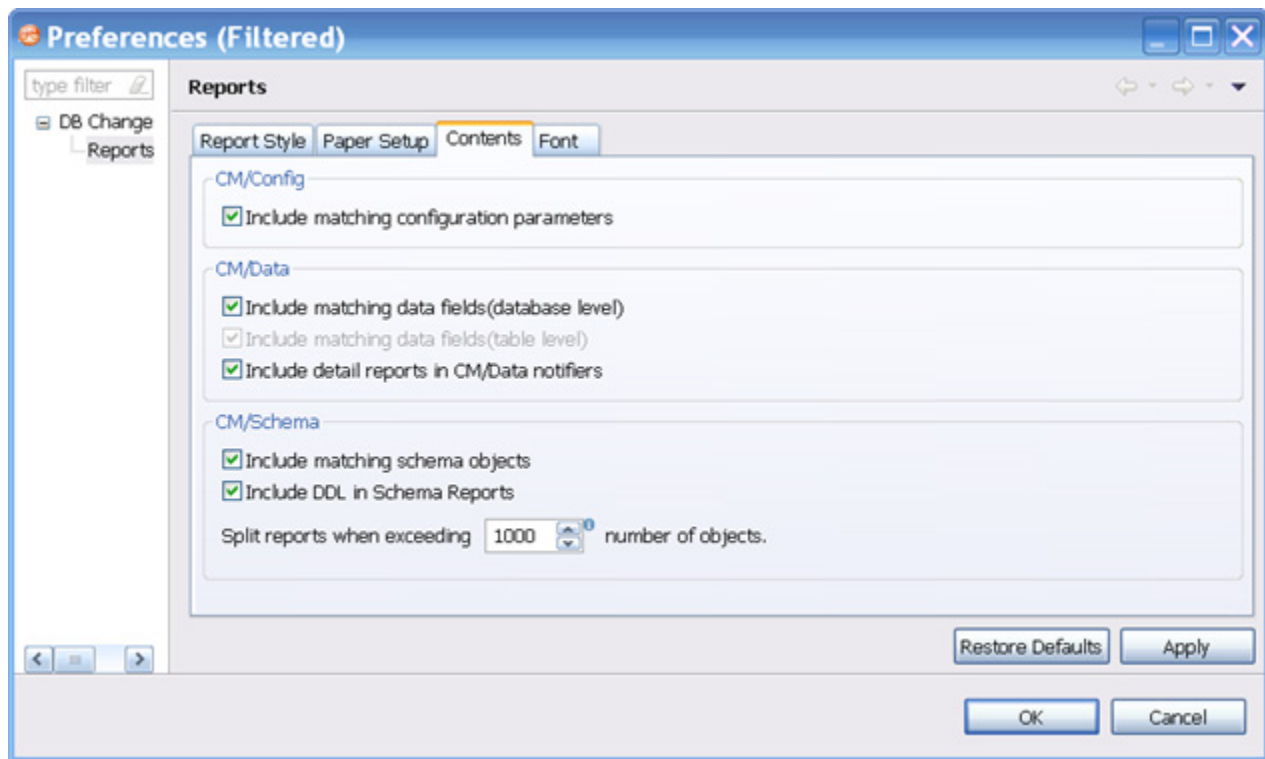 Preferences (Filtered)
type filter
DB Change
Reports
Reports
Report Style Paper Setup Contents Font
CM/Config
Include matching configuration parameters
CM/Data
Include matching data fields(database level)
Include matching data fields(table level)
Include detail reports in CM/Data notifiers
CM/Schema
Include matching schema objects
Include DDL in Schema Reports
Split reports when exceeding 1000 number of objects.
Restore Defaults Apply
OK Cancel